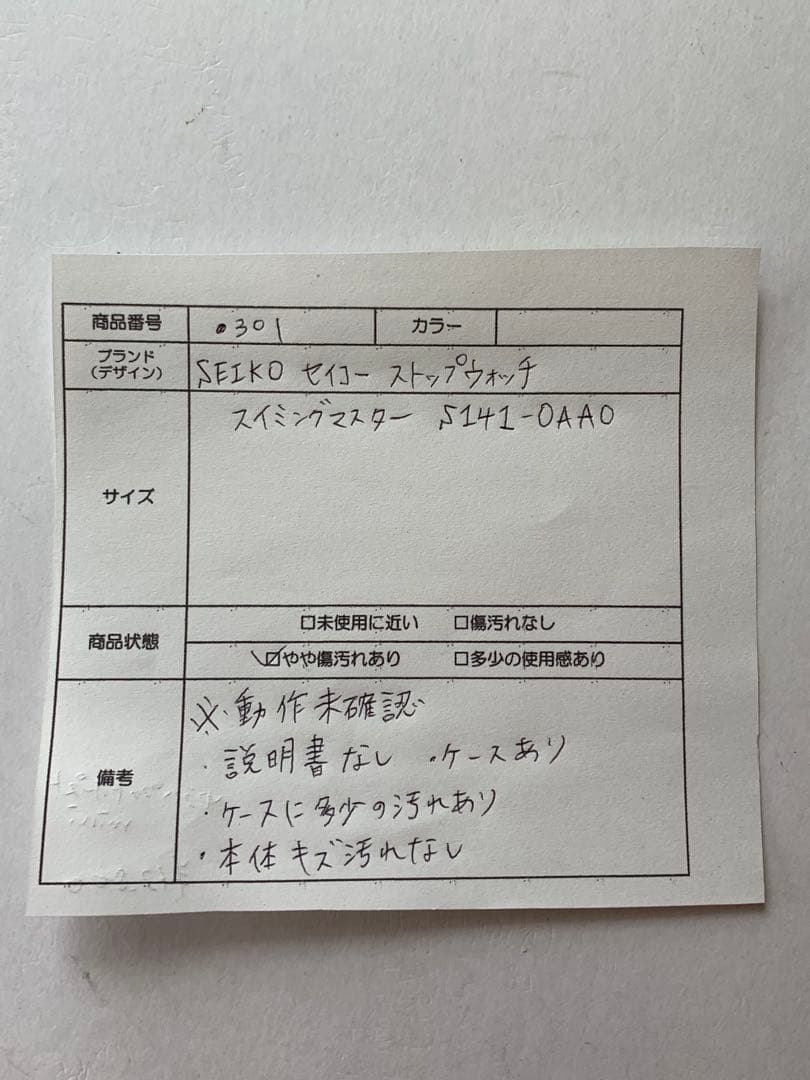 商品番号 •301 カラー
ブランド
(デザイン) SEIKO セイコー ストップウォッチ
スイミングマスター S141-0AA0
サイズ
商品状態 □未使用に近い □傷汚れなし
☑やや傷汚れあり □多少の使用感あり
備考
※動作未確認
・説明書なし ・ケースあり
・ケースに多少の汚れあり
・本体キズ汚れなし